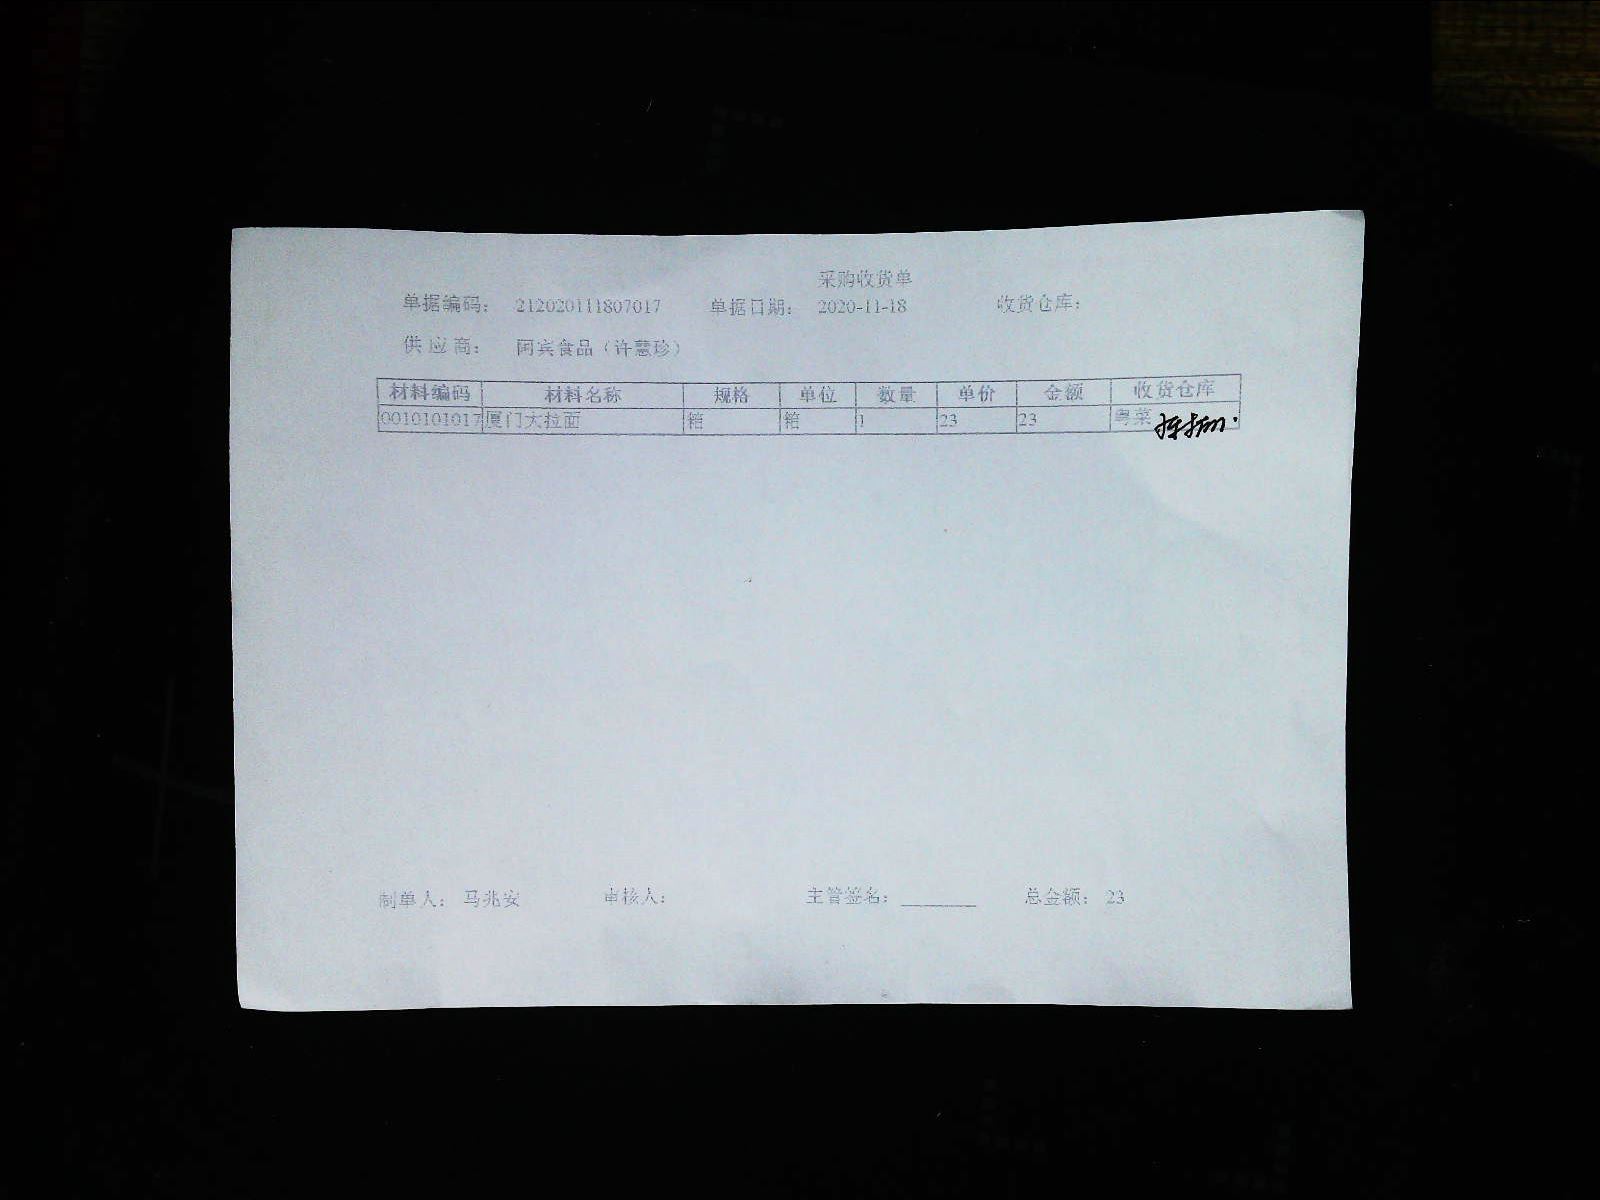 采购收货单
单据编码: 212020111807017 单据日期: 2020-11-18 收货仓库:
供应商: 阿宾食品（许慧珍）
材料编码 材料名称 规格 单位 数量 单价 金额 收货仓库
0010101017 厦门大拉面 箱 箱 1 23 23 粤菜
制单人: 马兆安 审核人: 主管签名: ________ 总金额: 23